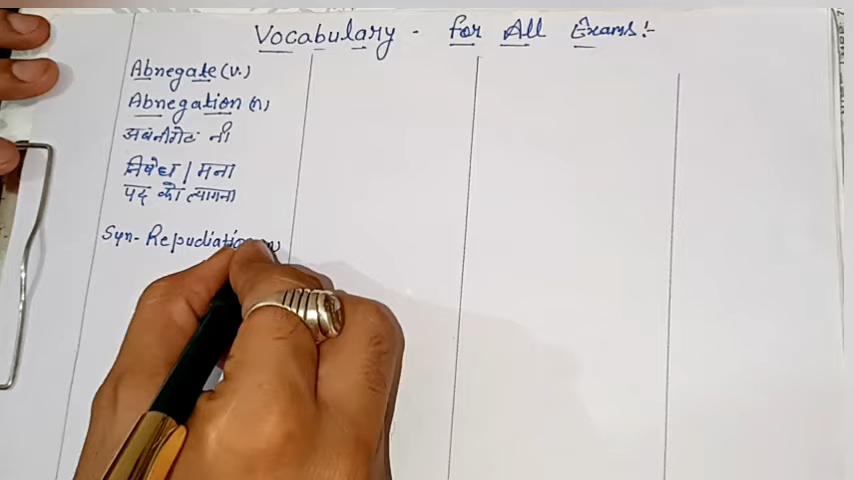 Vocabulary - for All Exams:-
Abnegate (v.)
Abnegation (n)
अबनीगेट नी
निषेध / मना
पद को त्यागना
Syn- Repudiation